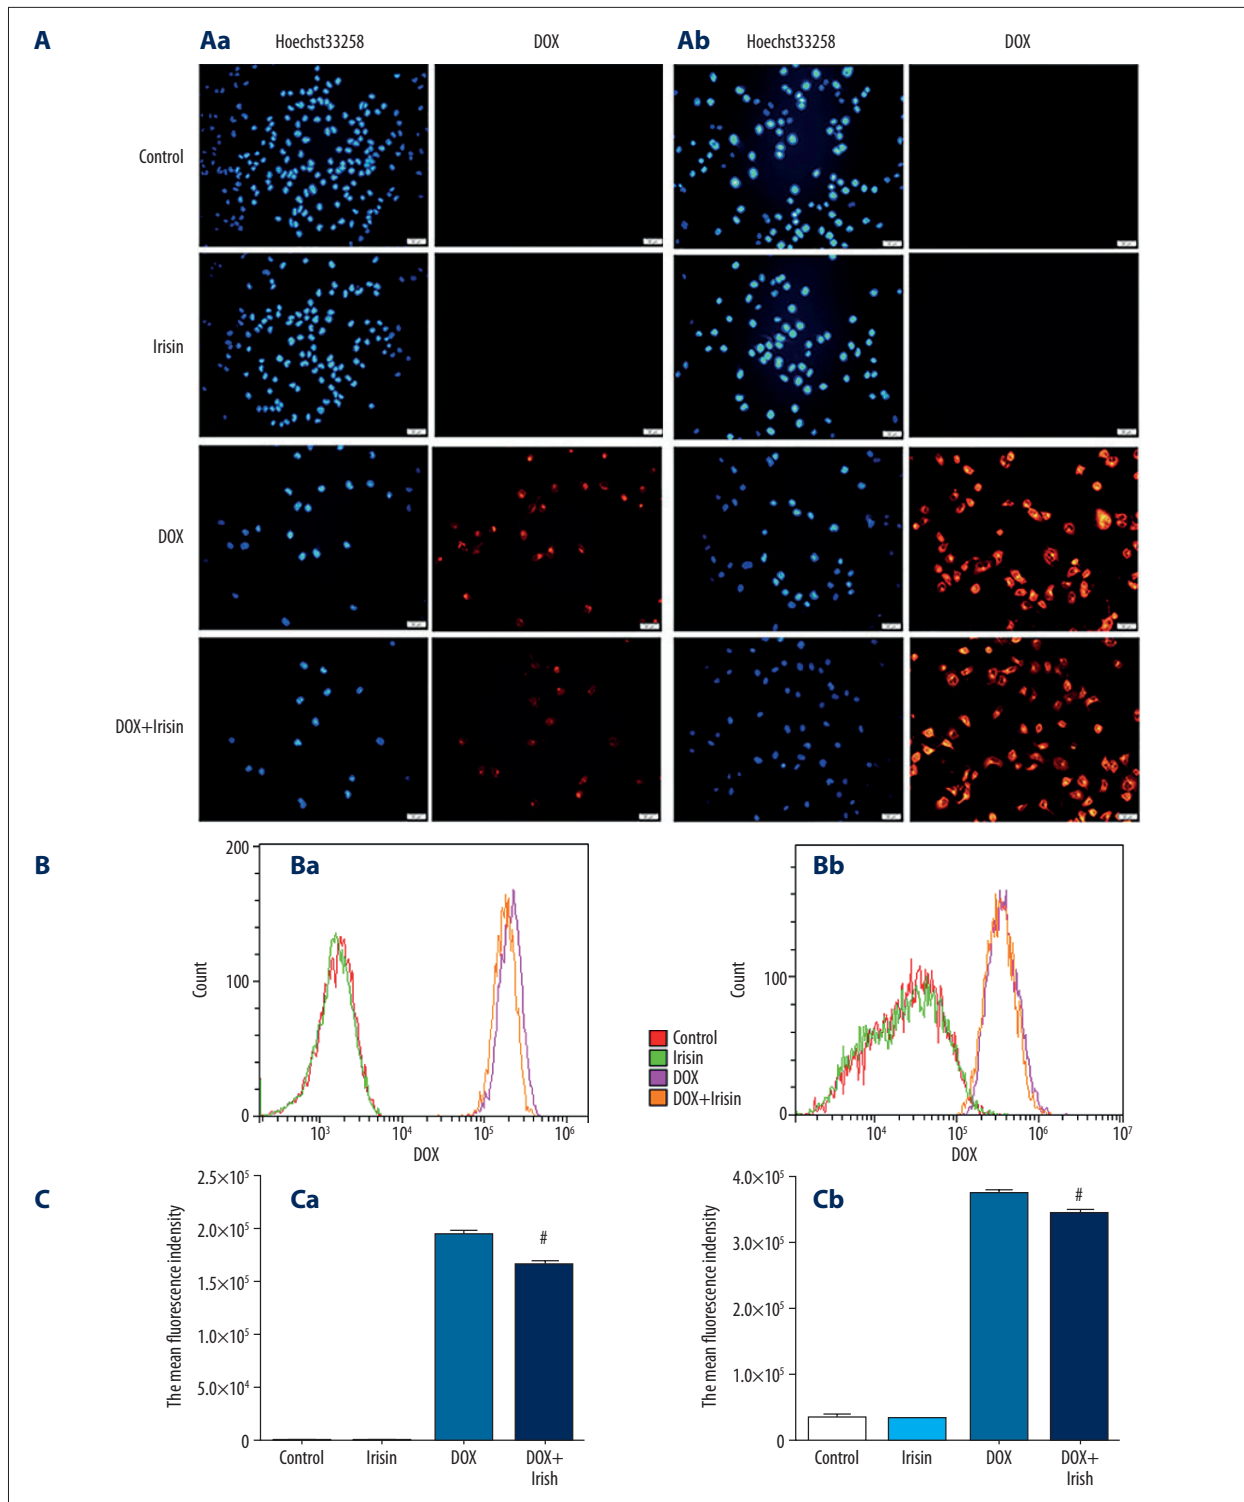 A
Aa
Hoechst33258
DOX
Ab
Hoechst33258
DOX
Control
Irisin
DOX
DOX+Irisin
B
Ba
200
100
0
Count
10³
10⁴
10⁵
10⁶
DOX
Control
Irisin
DOX
DOX+Irisin
Bb
100
0
Count
10⁴
10⁵
10⁶
10⁷
DOX
C
Ca
The mean fluorescence indensity
2.5×10⁵
2.0×10⁵
1.5×10⁵
1.0×10⁵
5.0×10⁴
0
#
Control
Irisin
DOX
DOX+
Irish
Cb
The mean fluorescence indensity
4.0×10⁵
3.0×10⁵
2.0×10⁵
1.0×10⁵
0
#
Control
Irisin
DOX
DOX+
Irish